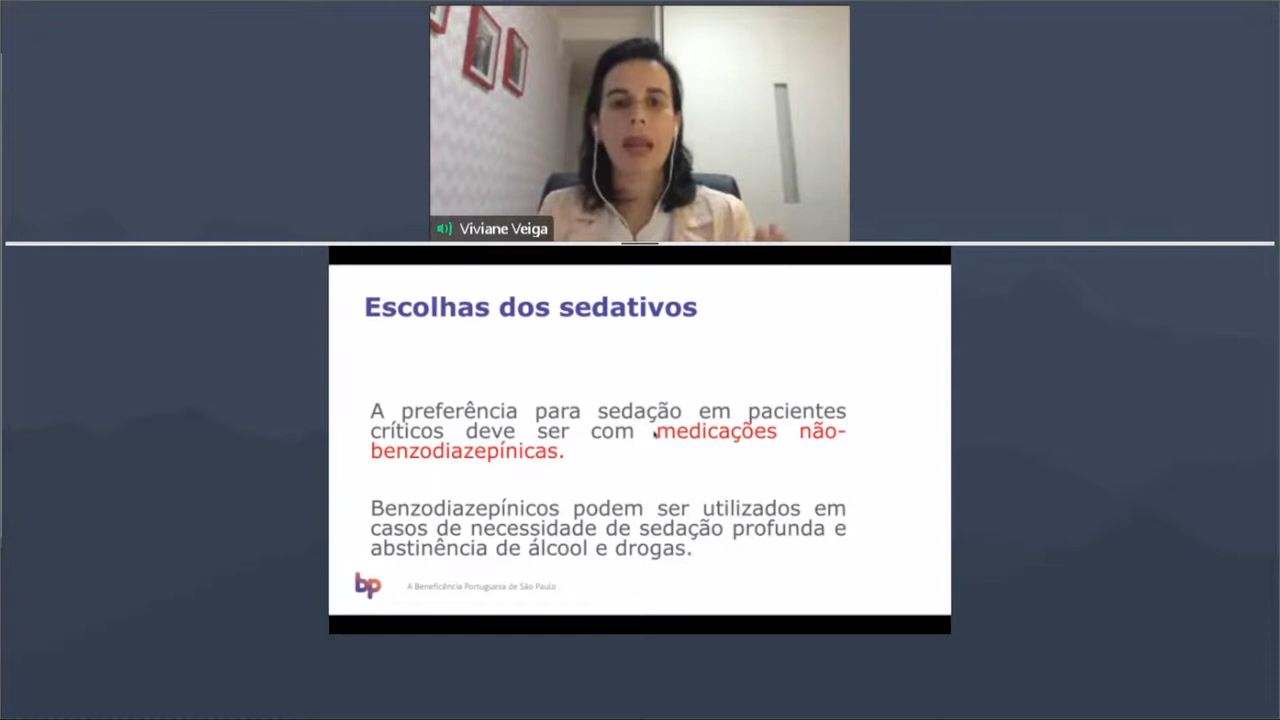 Viviane Veiga
Escolhas dos sedativos
A preferência para sedação em pacientes
críticos deve ser com medicações não-
benzodiazepínicas.
Benzodiazepínicos podem ser utilizados em
casos de necessidade de sedação profunda e
abstinência de álcool e drogas.
bp
A Beneficência Portuguesa de São Paulo